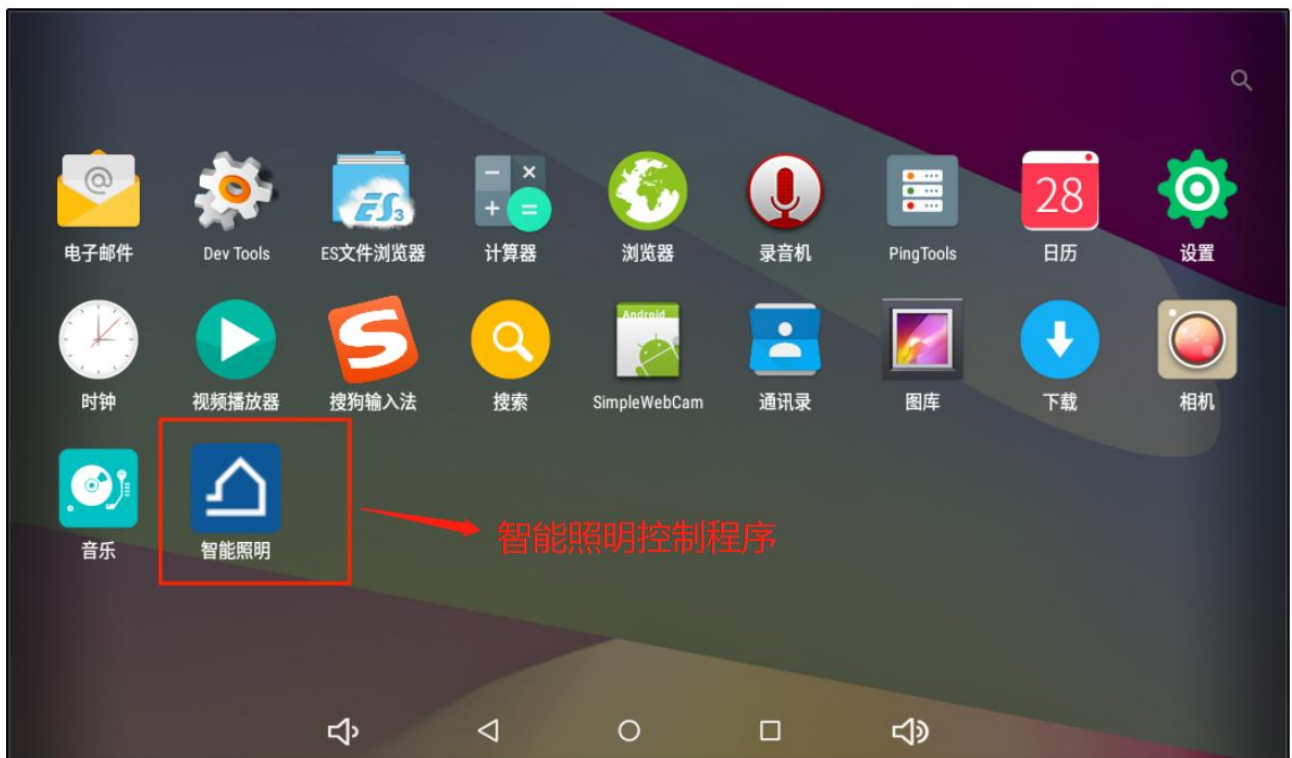 @
ES
3
28
电子邮件
Dev Tools
ES文件浏览器
计算器
浏览器
录音机
PingTools
日历
设置
Android
时钟
视频播放器
搜狗输入法
搜索
SimpleWebCam
通讯录
图库
下载
相机
音乐
智能照明
智能照明控制程序